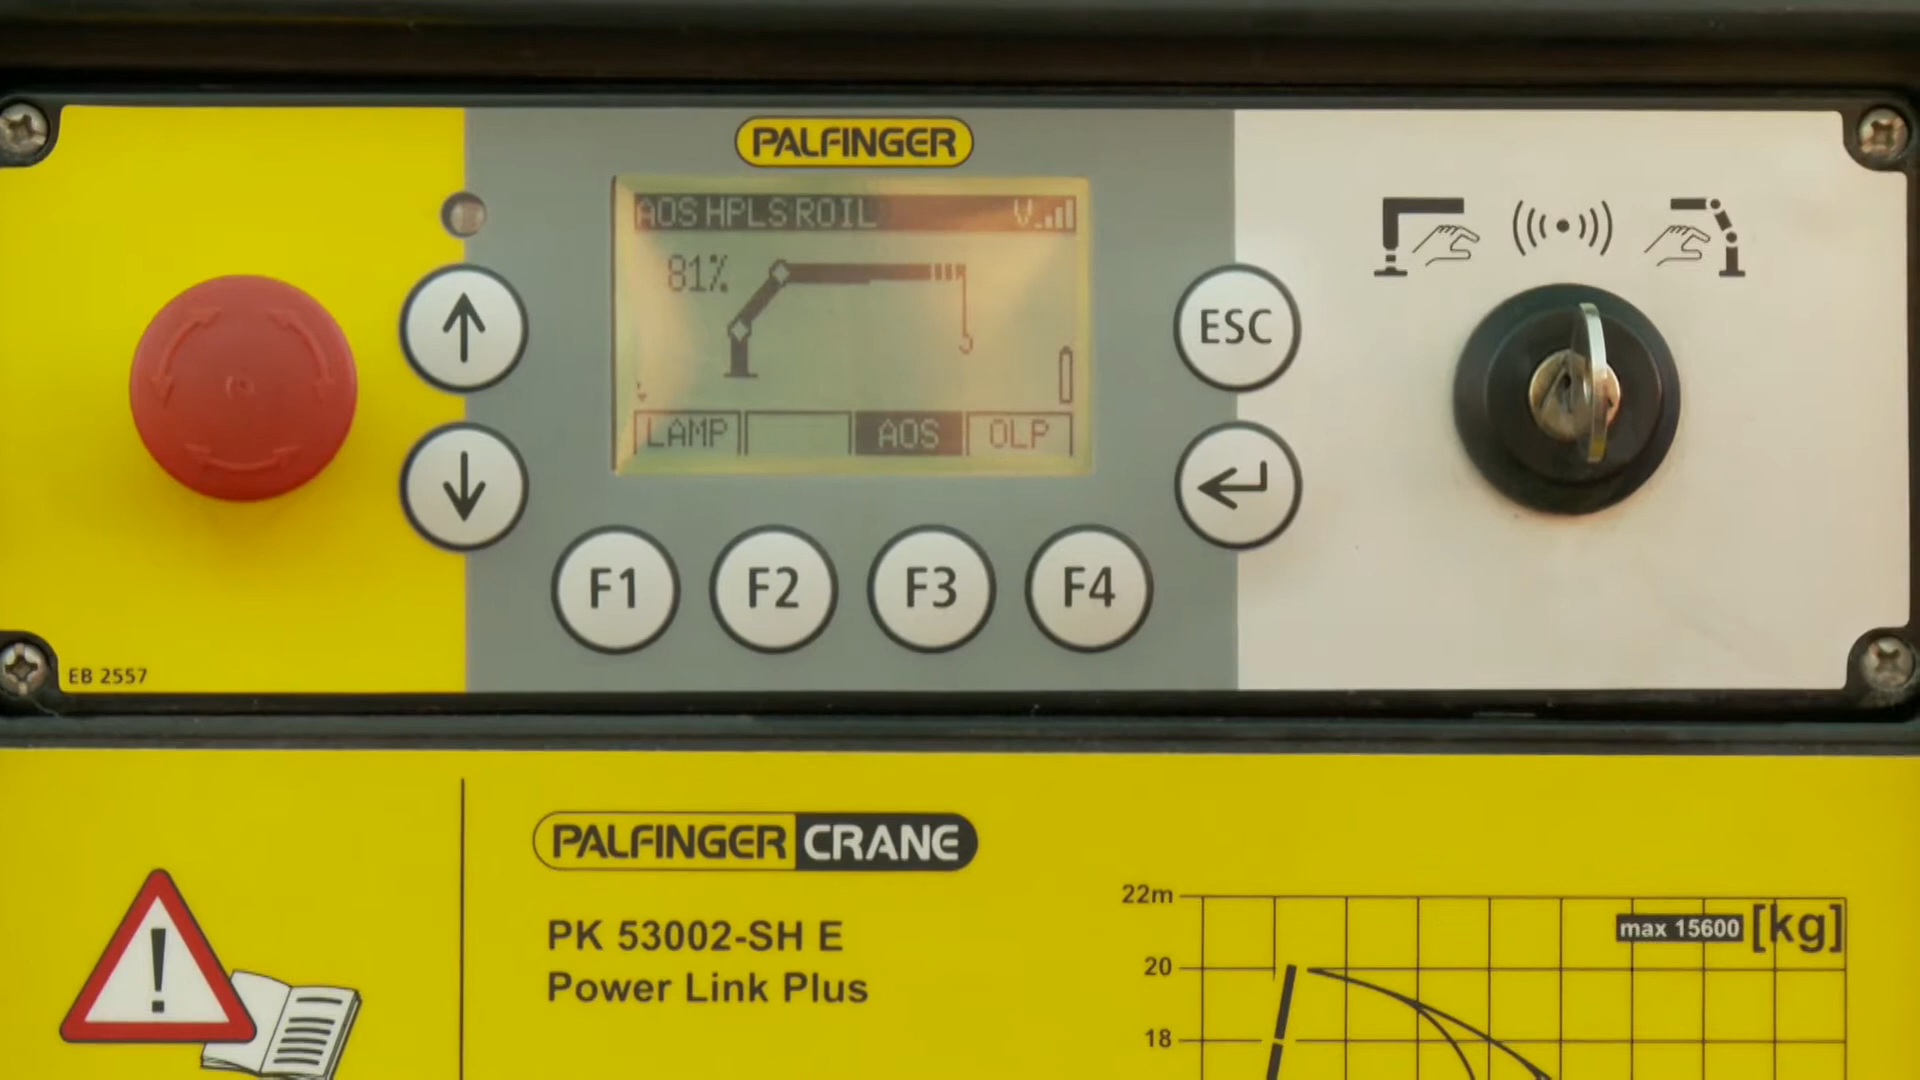 PALFINGER
AOS HPLS ROIL
81%
LAMP AOS OLP
ESC
F1 F2 F3 F4
EB 2557
PALFINGER CRANE
PK 53002-SH E
Power Link Plus
22m
max 15600 [kg]
20
18